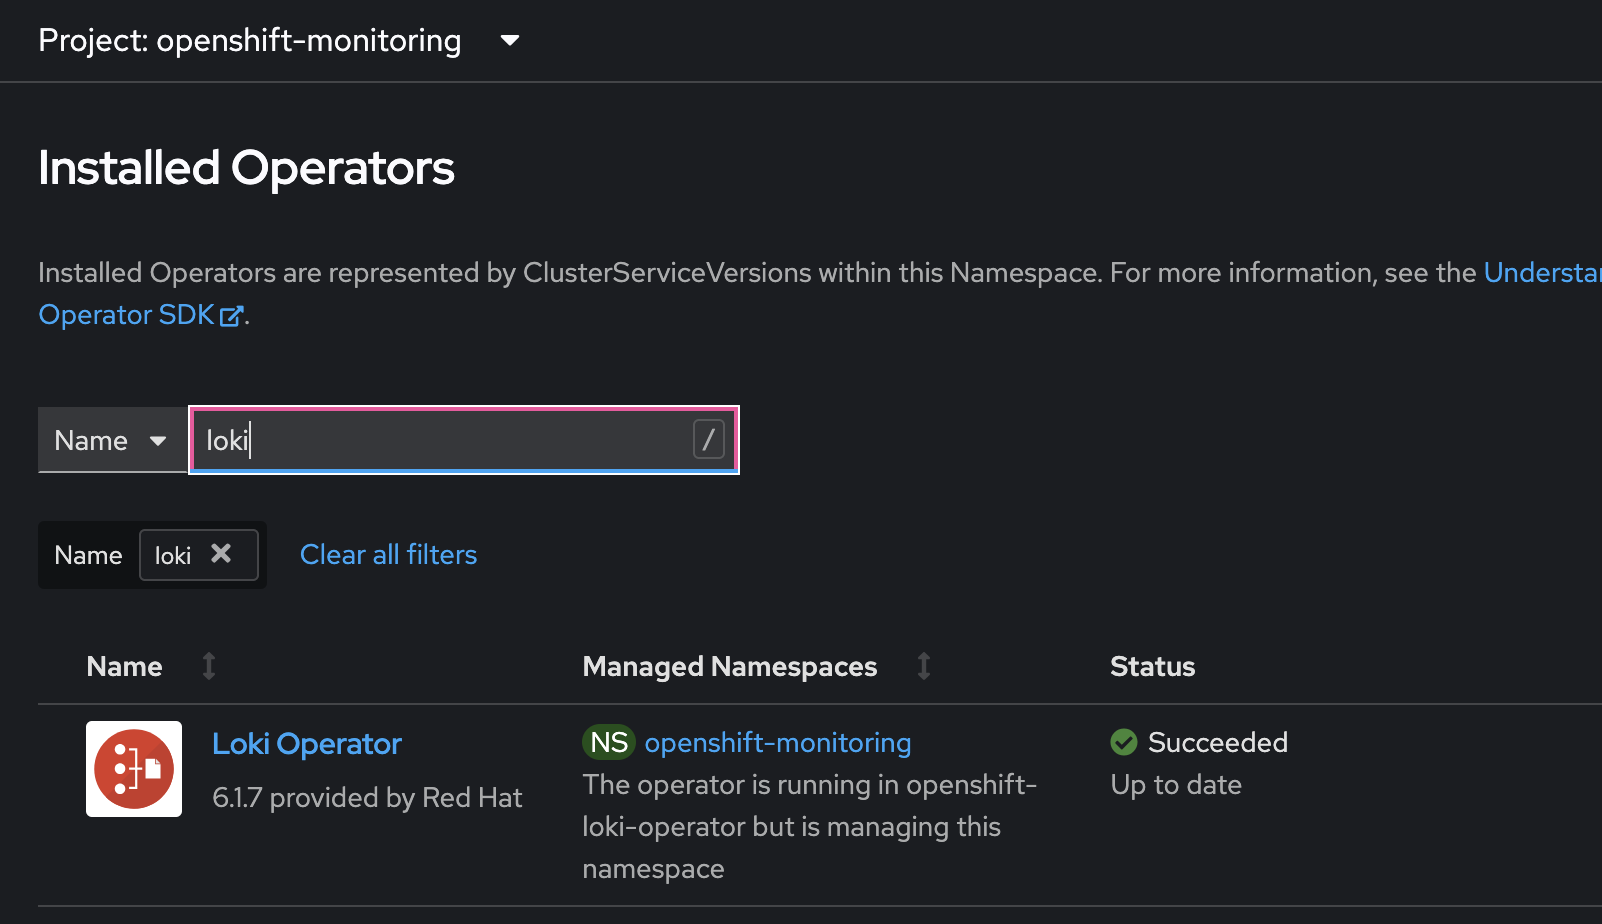 Project: openshift-monitoring
Installed Operators
Installed Operators are represented by ClusterServiceVersions within this Namespace. For more information, see the
Operator SDK.
Name loki /
Name loki Clear all filters
Name Managed Namespaces Status
Loki Operator NS openshift-monitoring Succeeded
6.1.7 provided by Red Hat The operator is running in openshift- Up to date
loki-operator but is managing this
namespace